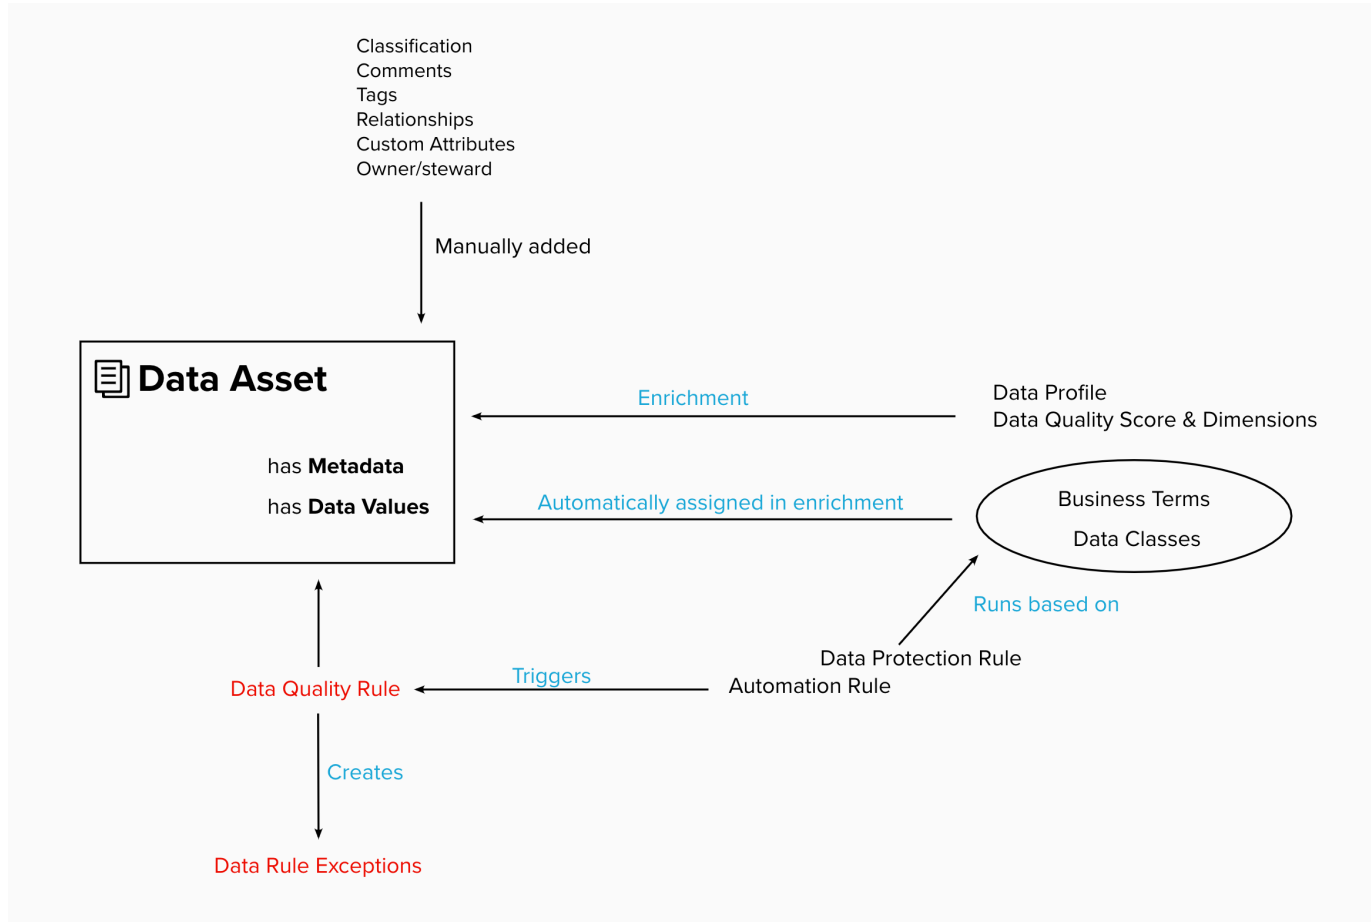 Classification
Comments
Tags
Relationships
Custom Attributes
Owner/steward
Manually added
Data Asset
has Metadata
has Data Values
Enrichment
Data Profile
Data Quality Score & Dimensions
Automatically assigned in enrichment
Business Terms
Data Classes
Runs based on
Data Protection Rule
Automation Rule
Triggers
Data Quality Rule
Creates
Data Rule Exceptions